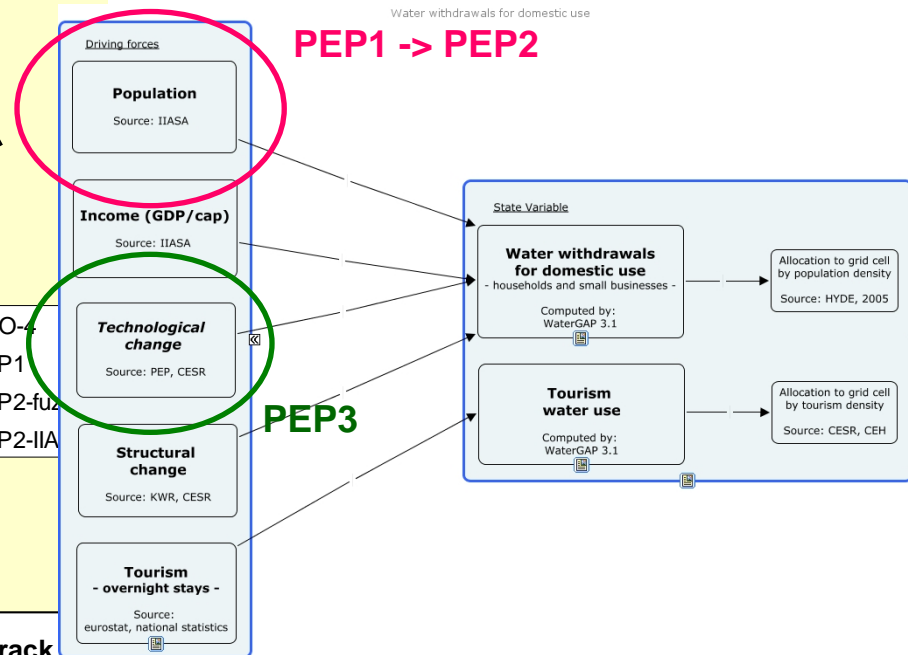 Water withdrawals for domestic use
PEP1 -> PEP2
Driving forces
Population
Source: IIASA
Income (GDP/cap)
Source: IIASA
Technological
change
Source: PEP, CESR
PEP3
Structural
change
Source: KWR, CESR
Tourism
- overnight stays -
Source:
eurostat, national statistics
State Variable
Water withdrawals
for domestic use
- households and small businesses -
Computed by:
WaterGAP 3.1
Allocation to grid cell
by population density
Source: HYDE, 2005
Tourism
water use
Computed by:
WaterGAP 3.1
Allocation to grid cell
by tourism density
Source: CESR, CEH
O-4
P1
P2-fuz
P2-IIA
rack